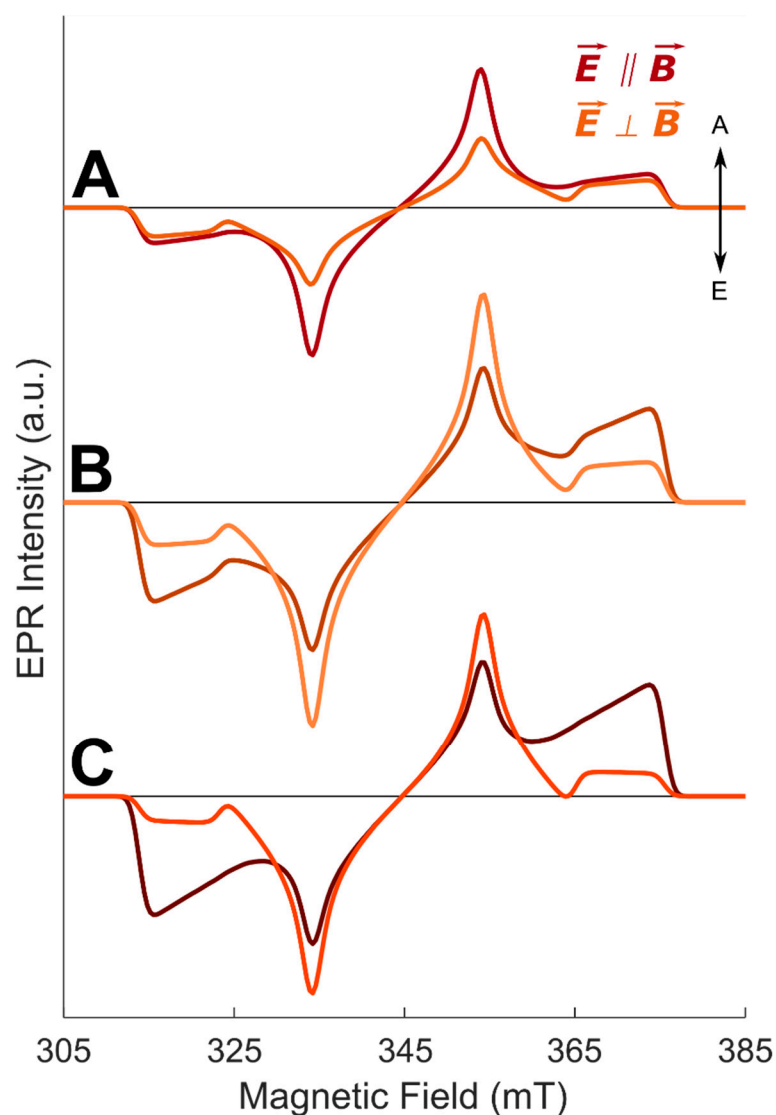 E ∥ B
E ⊥ B
A
E
A
B
C
EPR Intensity (a.u.)
305 325 345 365 385
Magnetic Field (mT)